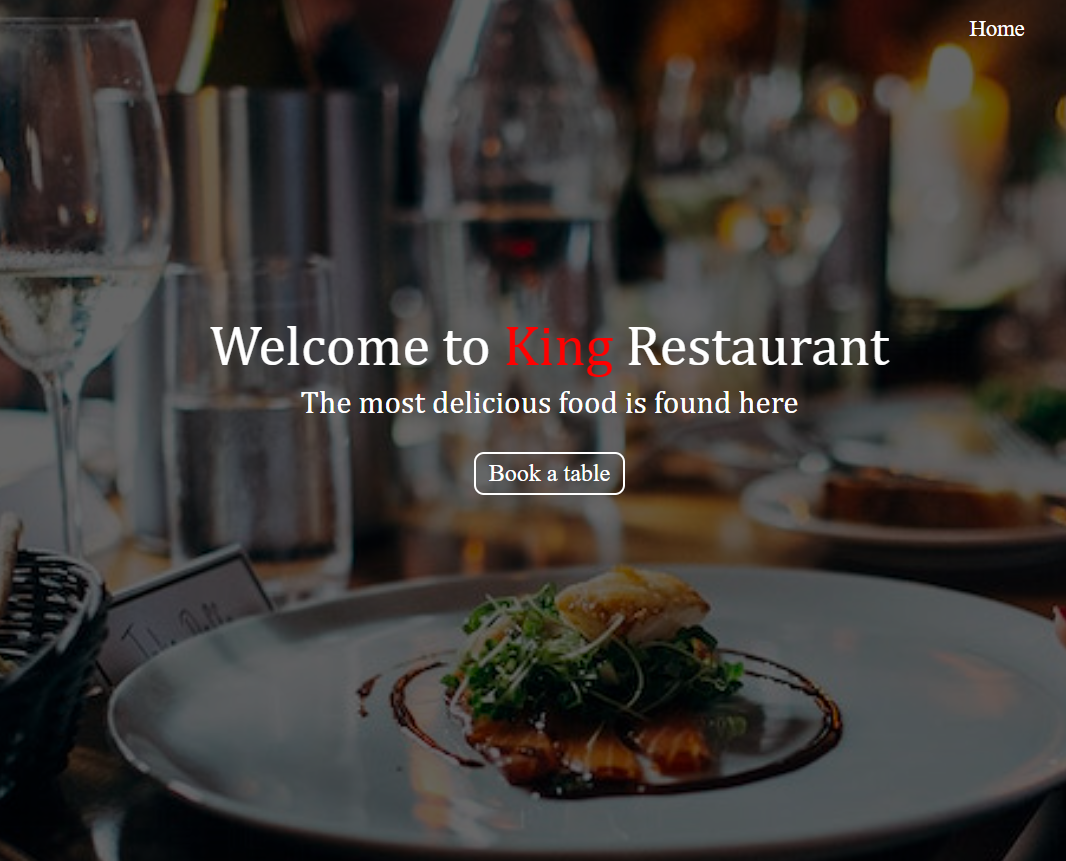 Home
Welcome to King Restaurant
The most delicious food is found here
Book a table